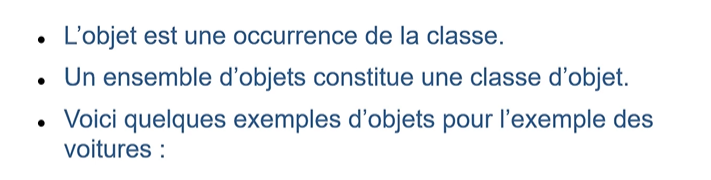 • L’objet est une occurrence de la classe.
• Un ensemble d’objets constitue une classe d’objet.
• Voici quelques exemples d’objets pour l’exemple des
voitures :